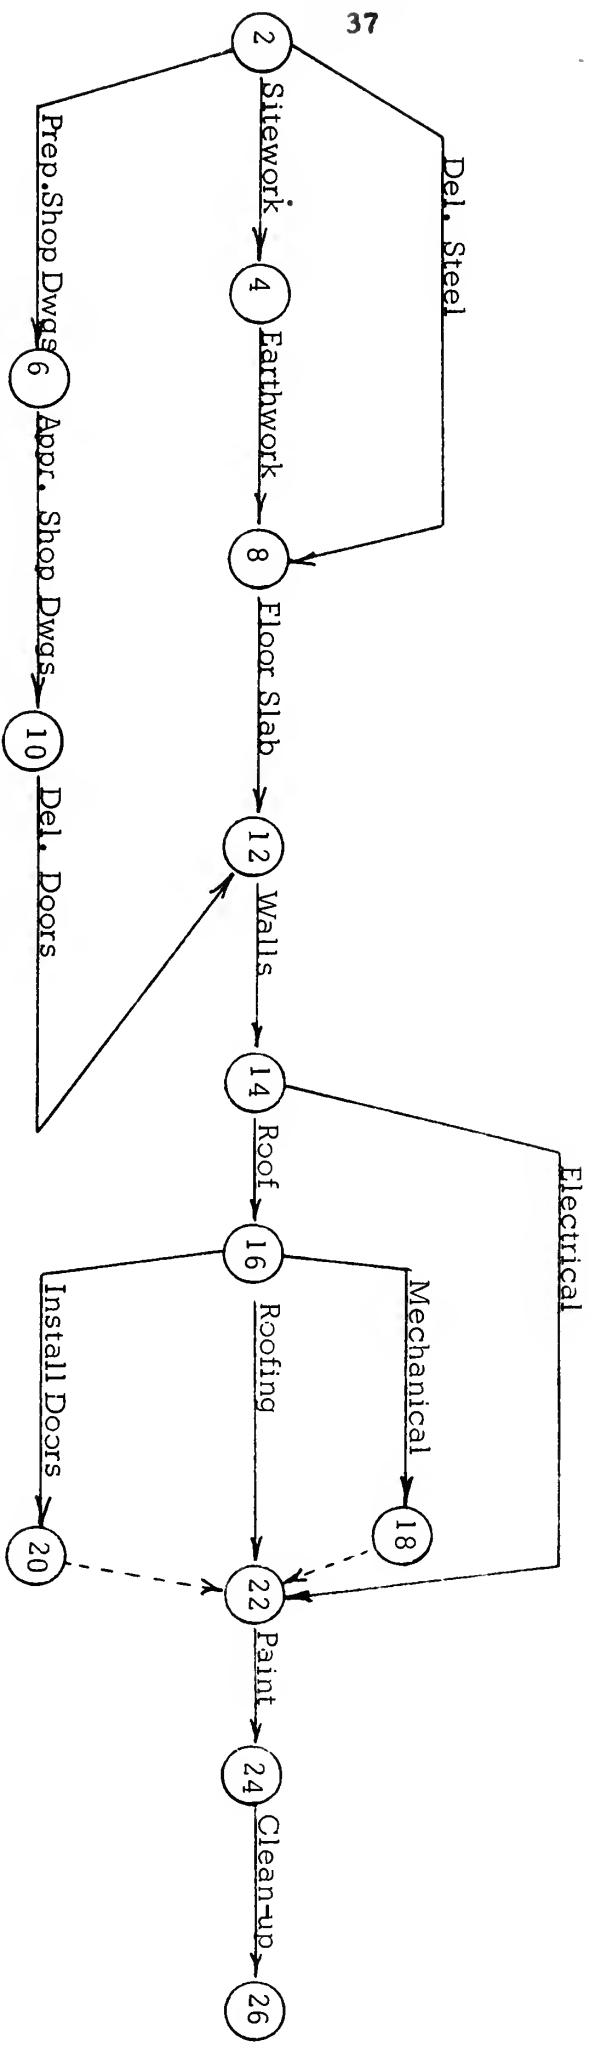 37
2
Del. Steel
Sitework
Prep. Shop Dwgs
4
6
Earthwork
Appr. Shop Dwgs
8
10
Floor Slab
Del. Doors
12
Walls
14
Electrical
Roof
16
Mechanical
Roofing
Install Doors
18
20
22
Paint
24
Clean-up
26